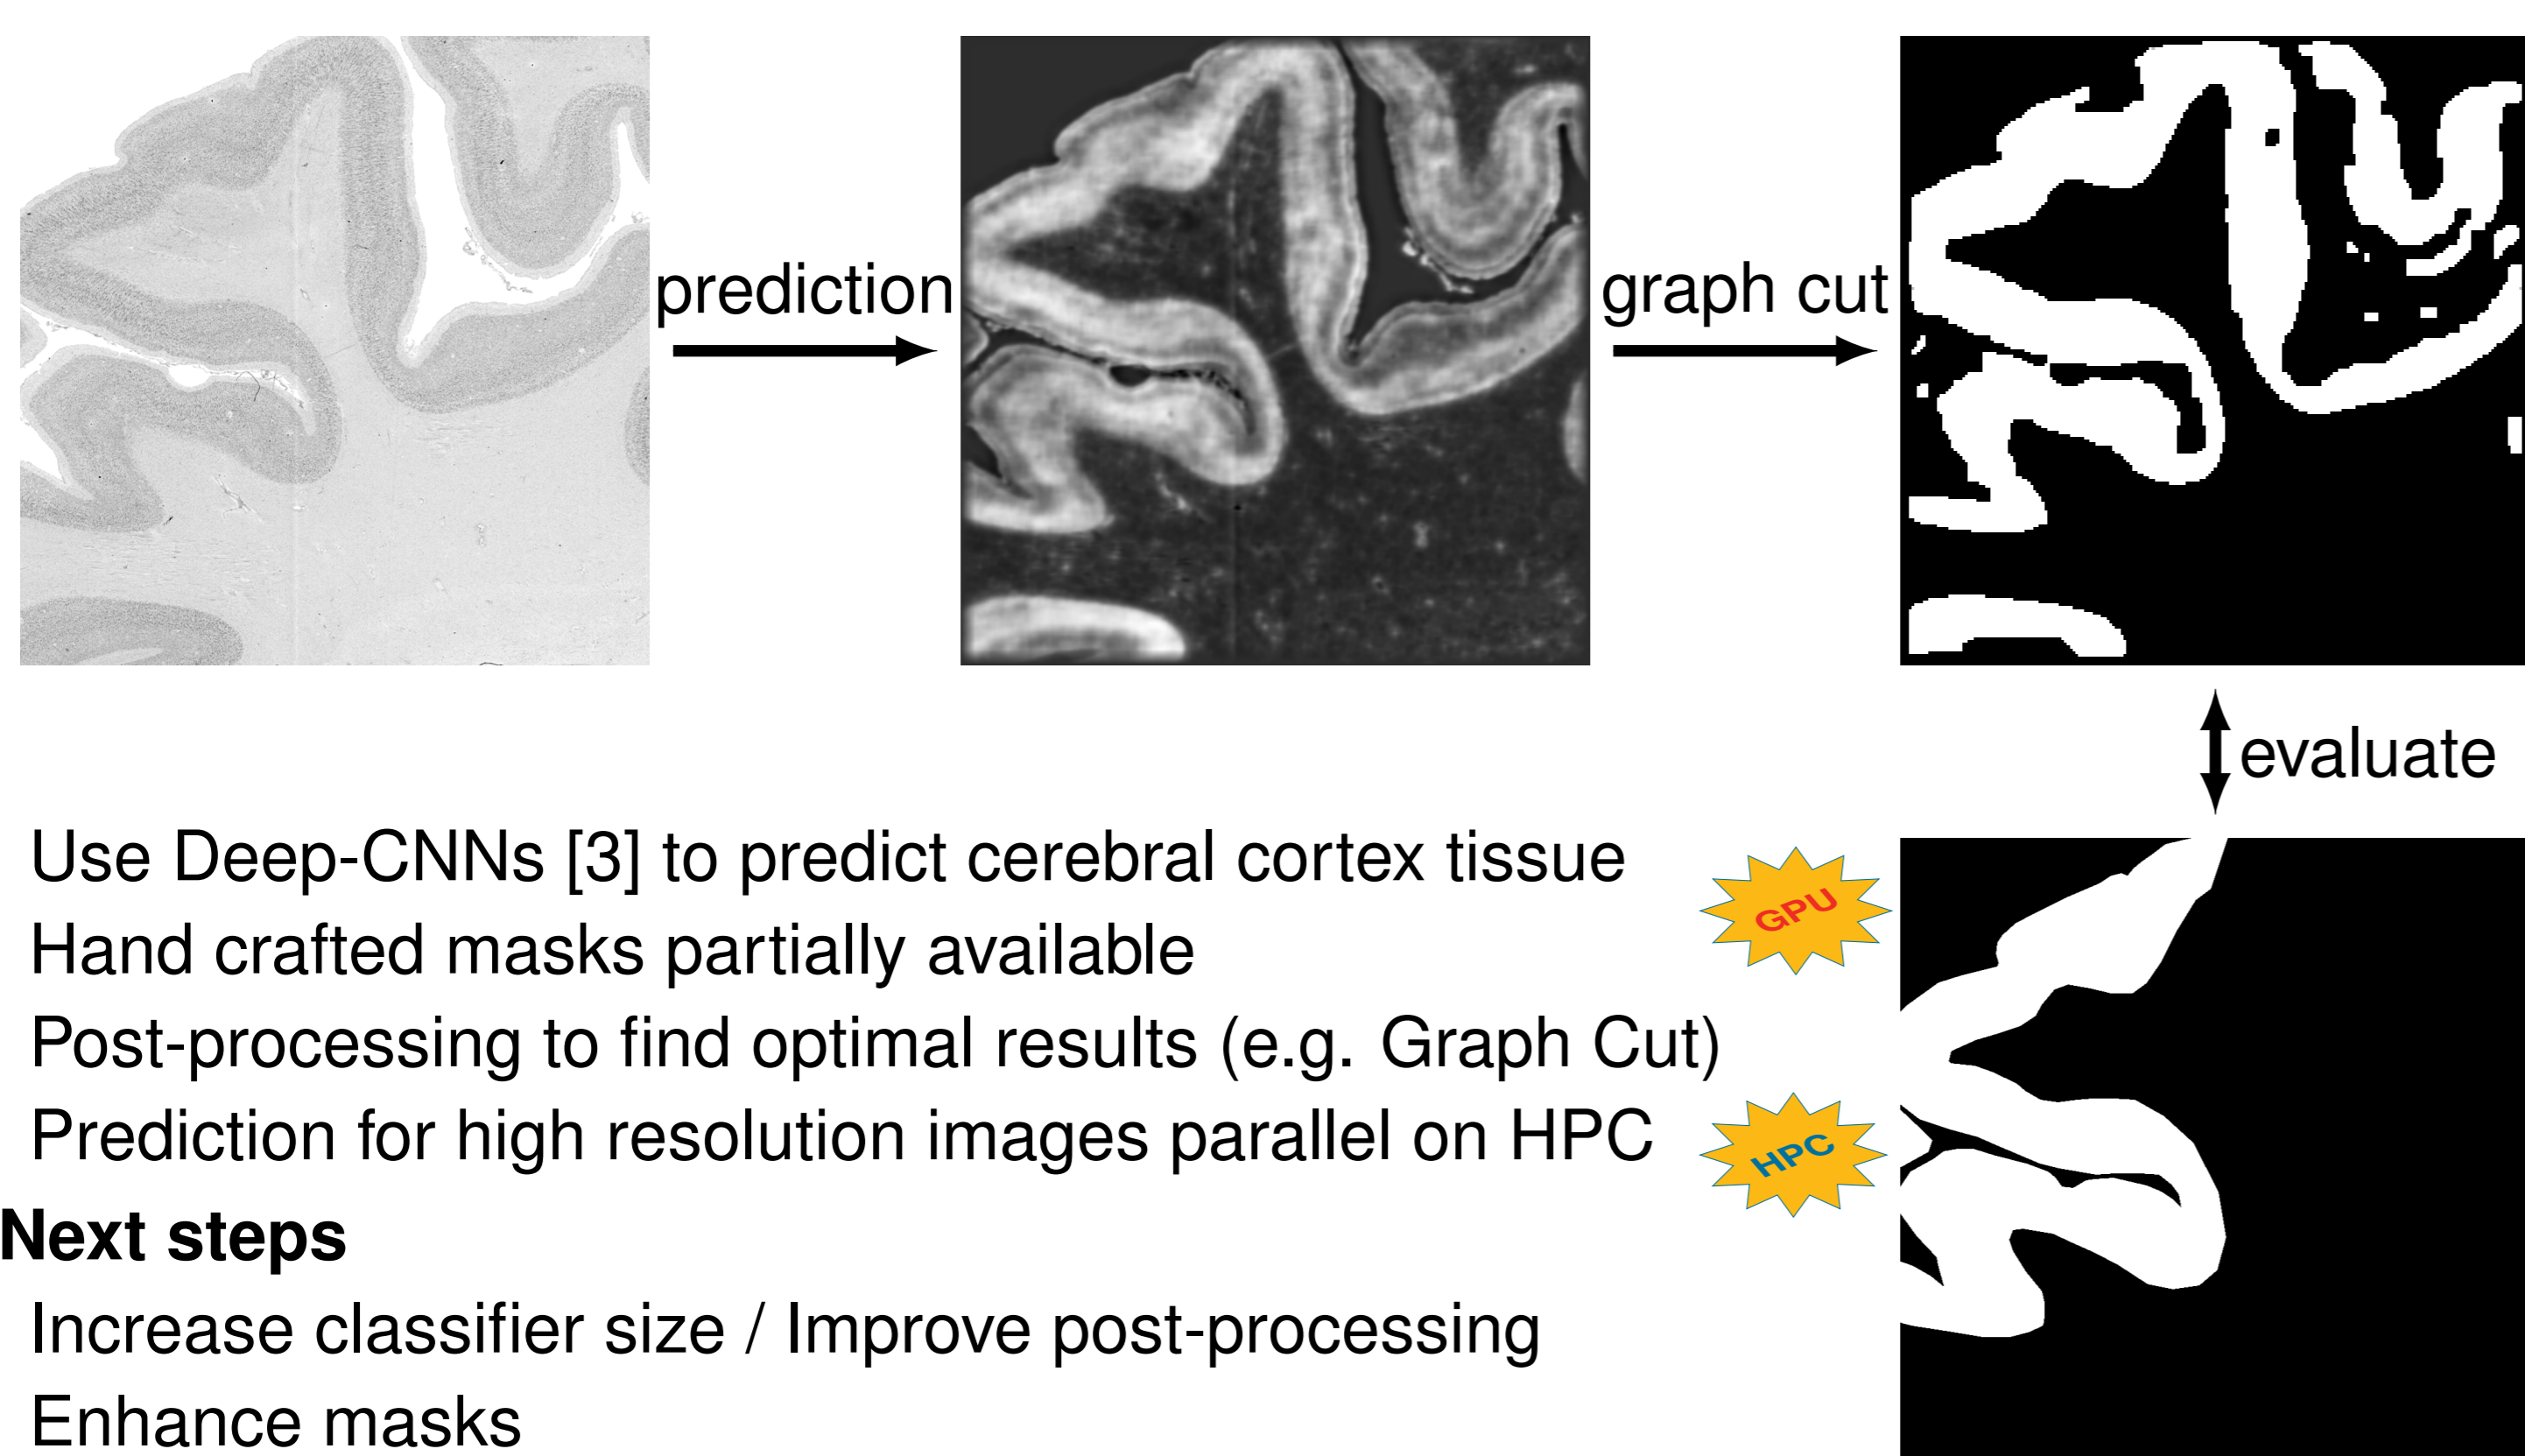 prediction
graph cut
evaluate
Use Deep-CNNs [3] to predict cerebral cortex tissue
GPU
Hand crafted masks partially available
Post-processing to find optimal results (e.g. Graph Cut)
Prediction for high resolution images parallel on HPC
HPC
Next steps
Increase classifier size / Improve post-processing
Enhance masks